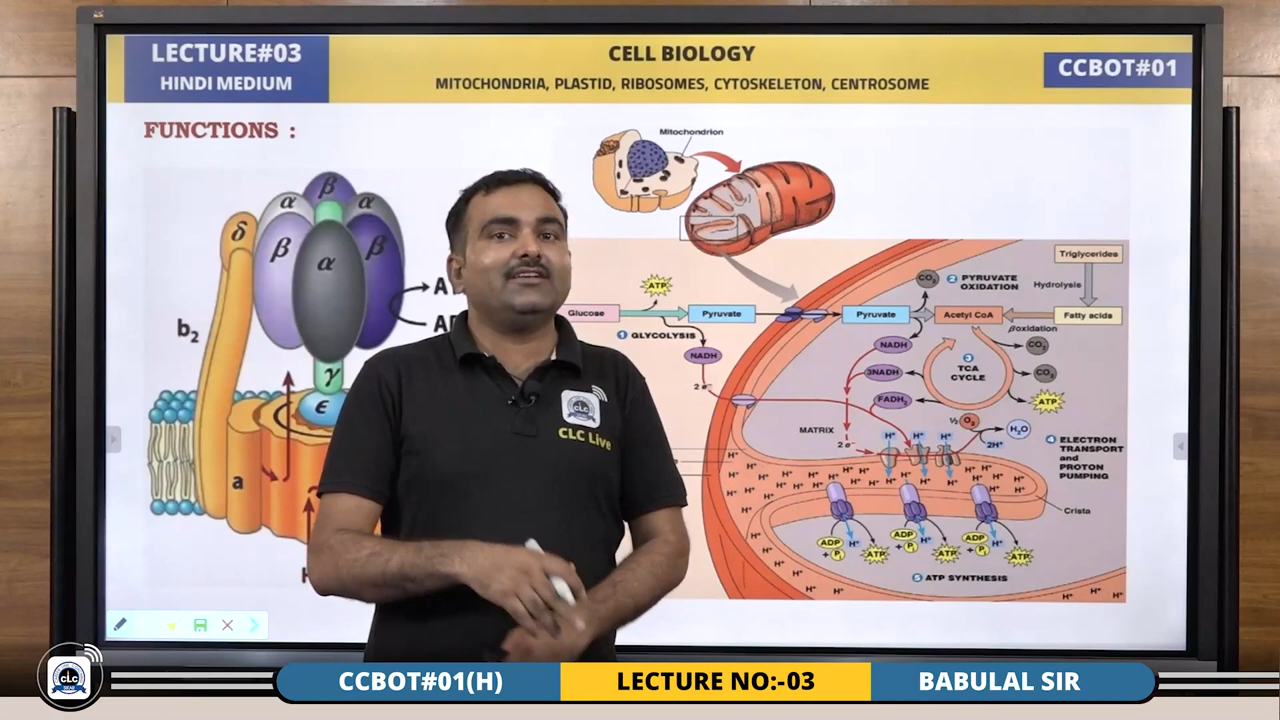 LECTURE#03
HINDI MEDIUM
CELL BIOLOGY
MITOCHONDRIA, PLASTID, RIBOSOMES, CYTOSKELETON, CENTROSOME
CCBOT#01
FUNCTIONS :
Mitochondrion
β
α
α
δ
β
α
β
b₂
γ
ε
a
Glucose
ATP
Pyruvate
1 GLYCOLYSIS
NADH
Pyruvate
CO₂
2 PYRUVATE
OXIDATION
Acetyl CoA
Triglycerides
Hydrolysis
Fatty acids
βoxidation
CO₂
CO₂
NADH
3NADH
FADH₂
3
TCA
CYCLE
ATP
MATRIX
2 e⁻
½ O₂
H₂O
2H⁺
H⁺ H⁺ H⁺
4 ELECTRON
TRANSPORT
and
PROTON
PUMPING
Crista
ADP
+ Pᵢ
H⁺
ATP
ADP
+ Pᵢ
H⁺
ATP
ADP
+ Pᵢ
H⁺
ATP
5 ATP SYNTHESIS
CLC
CLC Live
CLC
SIKAR
CCBOT#01(H)
LECTURE NO:-03
BABULAL SIR